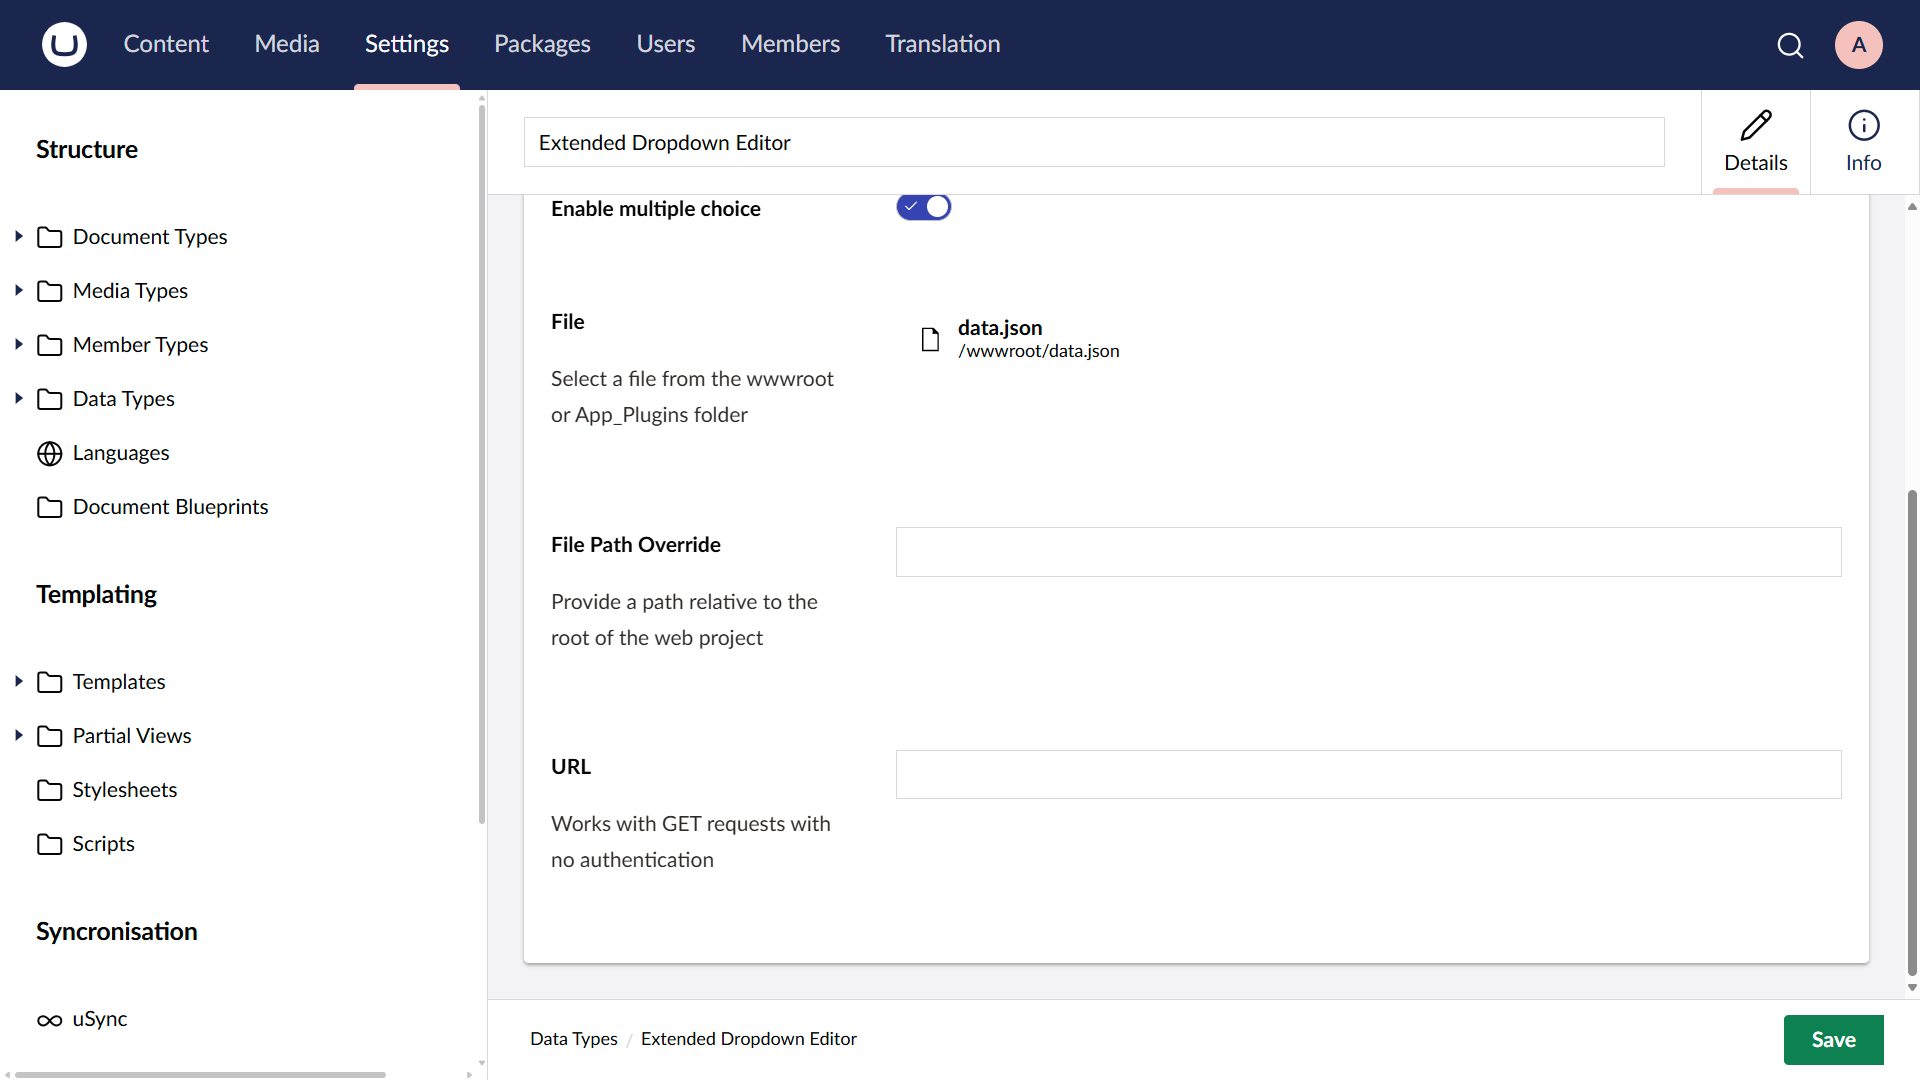 Content Media Settings Packages Users Members Translation
A
Structure
Document Types
Media Types
Member Types
Data Types
Languages
Document Blueprints
Templating
Templates
Partial Views
Stylesheets
Scripts
Syncronisation
uSync
Extended Dropdown Editor
Details
Info
Enable multiple choice
File
Select a file from the wwwroot
or App_Plugins folder
data.json
/wwwroot/data.json
File Path Override
Provide a path relative to the
root of the web project
URL
Works with GET requests with
no authentication
Data Types / Extended Dropdown Editor
Save